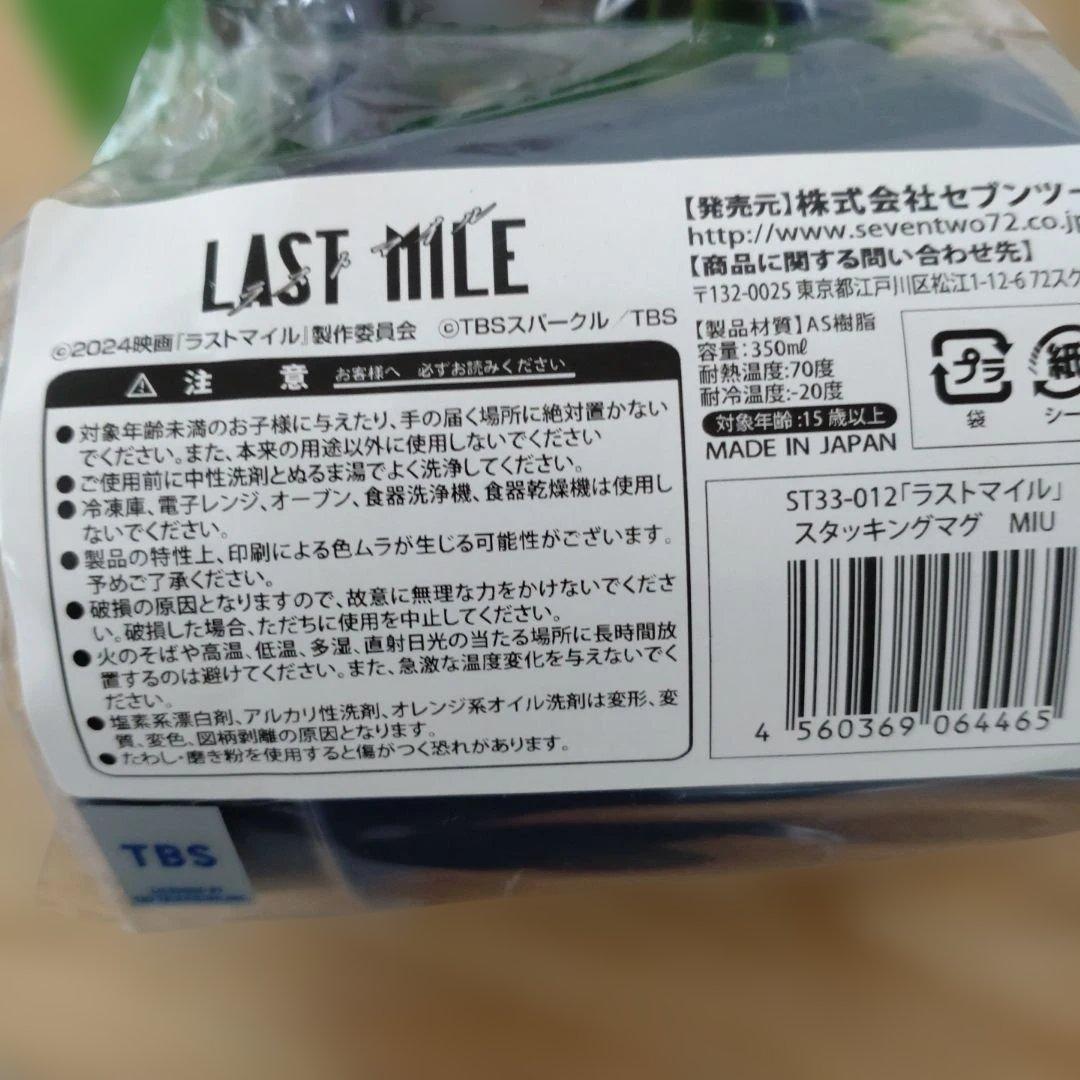 LAST MILE
ラストマイル
©2024映画『ラストマイル』製作委員会 ©TBSスパークル/TBS
⚠ 注意 お客様へ 必ずお読みください
●対象年齢未満のお子様に与えたり、手の届く場所に絶対置かない
でください。また、本来の用途以外に使用しないでください
●ご使用前に中性洗剤とぬるま湯でよく洗浄してください。
●冷凍庫、電子レンジ、オーブン、食器洗浄機、食器乾燥機は使用し
ないでください。
●製品の特性上、印刷による色ムラが生じる可能性がございます。
予めご了承ください。
●破損の原因となりますので、故意に無理な力をかけないでくださ
い。破損した場合、ただちに使用を中止してください。
●火のそばや高温、低温、多湿、直射日光の当たる場所に長時間放
置するのは避けてください。また、急激な温度変化を与えないでく
ださい。
●塩素系漂白剤、アルカリ性洗剤、オレンジ系オイル洗剤は変形、変
質、変色、図柄剥離の原因となります。
●たわし・磨き粉を使用すると傷がつく恐れがあります。
【発売元】株式会社セブンツー
http://www.seventwo72.co.jp
【商品に関する問い合わせ先】
〒132-0025 東京都江戸川区松江1-12-6 72スク
【製品材質】AS樹脂
容量:350㎖
耐熱温度:70度
耐冷温度:-20度
対象年齢:15歳以上
MADE IN JAPAN
プラ
袋
紙
シー
ST33-012「ラストマイル」
スタッキングマグ MIU
4 560369 064465
TBS